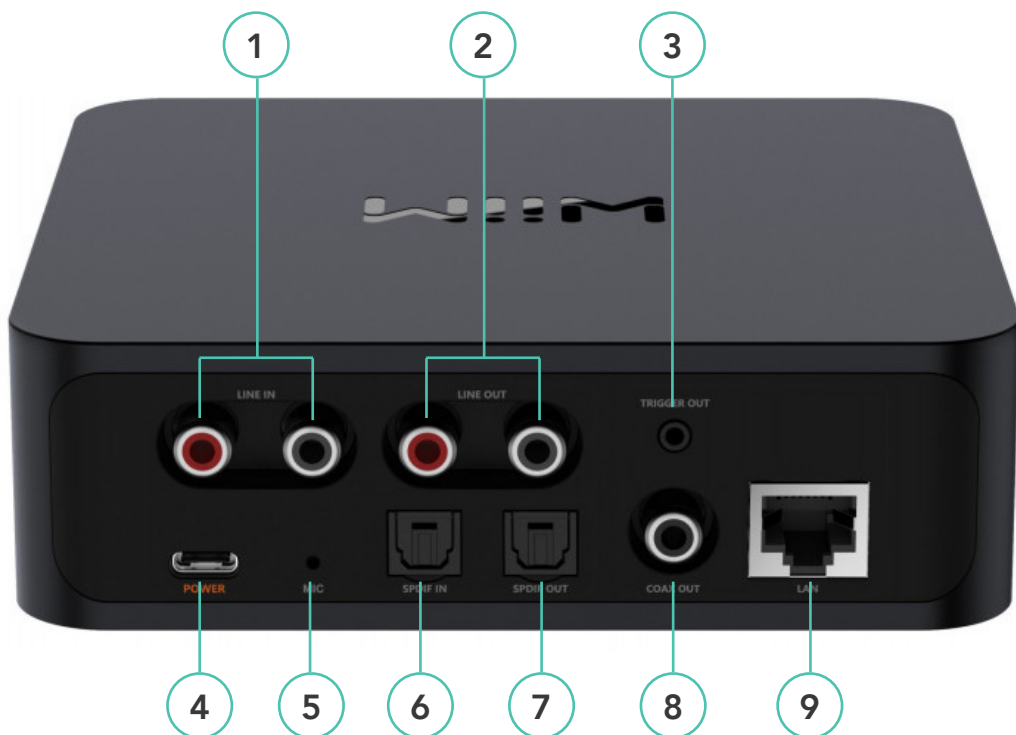 1 2 3
WiiM
LINE IN LINE OUT TRIGGER OUT
POWER MIC SPDIF IN SPDIF OUT COAX OUT LAN
4 5 6 7 8 9